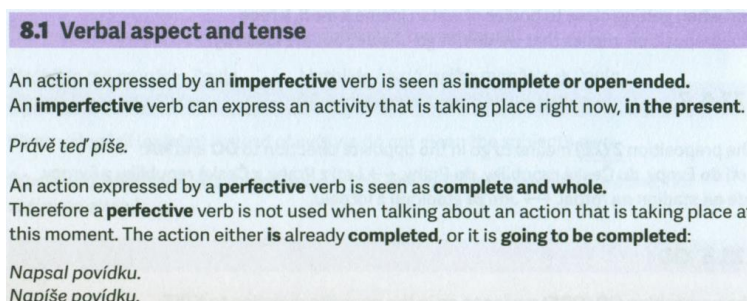 8.1 Verbal aspect and tense
An action expressed by an imperfective verb is seen as incomplete or open-ended.
An imperfective verb can express an activity that is taking place right now, in the present.
Právě teď píše.
An action expressed by a perfective verb is seen as complete and whole.
Therefore a perfective verb is not used when talking about an action that is taking place at
this moment. The action either is already completed, or it is going to be completed:
Napsal povídku.
Napíše povídku.